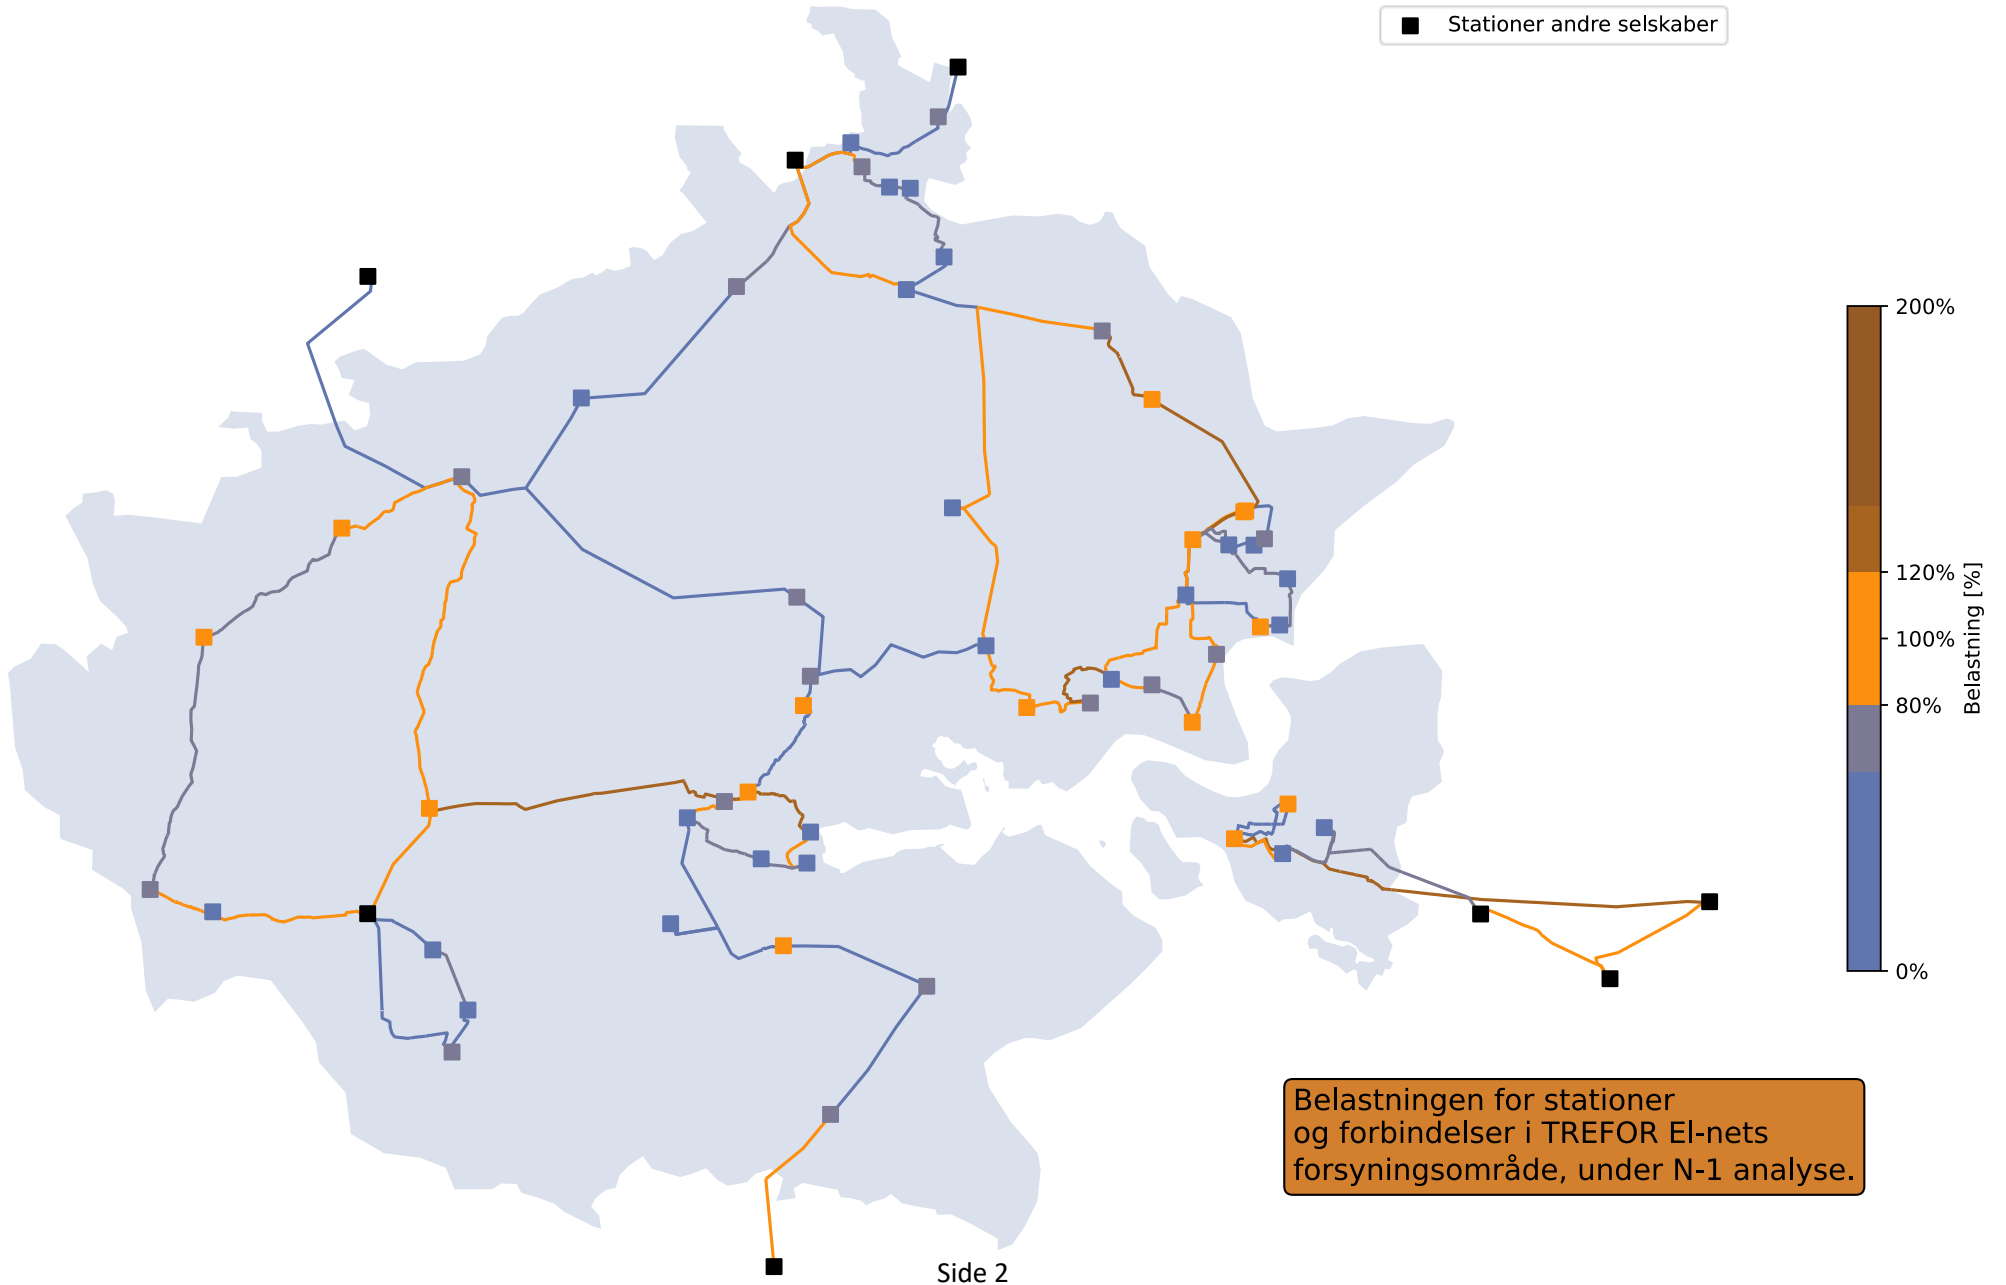 Stationer andre selskaber
200%
120%
100%
80%
0%
Belastning [%]
Belastningen for stationer
og forbindelser i TREFOR El-nets
forsyningsområde, under N-1 analyse.
Side 2